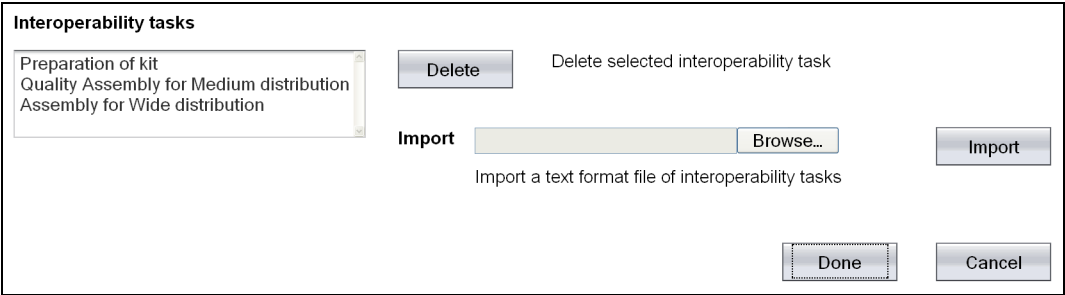 Interoperability tasks
Preparation of kit
Quality Assembly for Medium distribution
Assembly for Wide distribution
Delete
Delete selected interoperability task
Import
Browse...
Import
Import a text format file of interoperability tasks
Done
Cancel